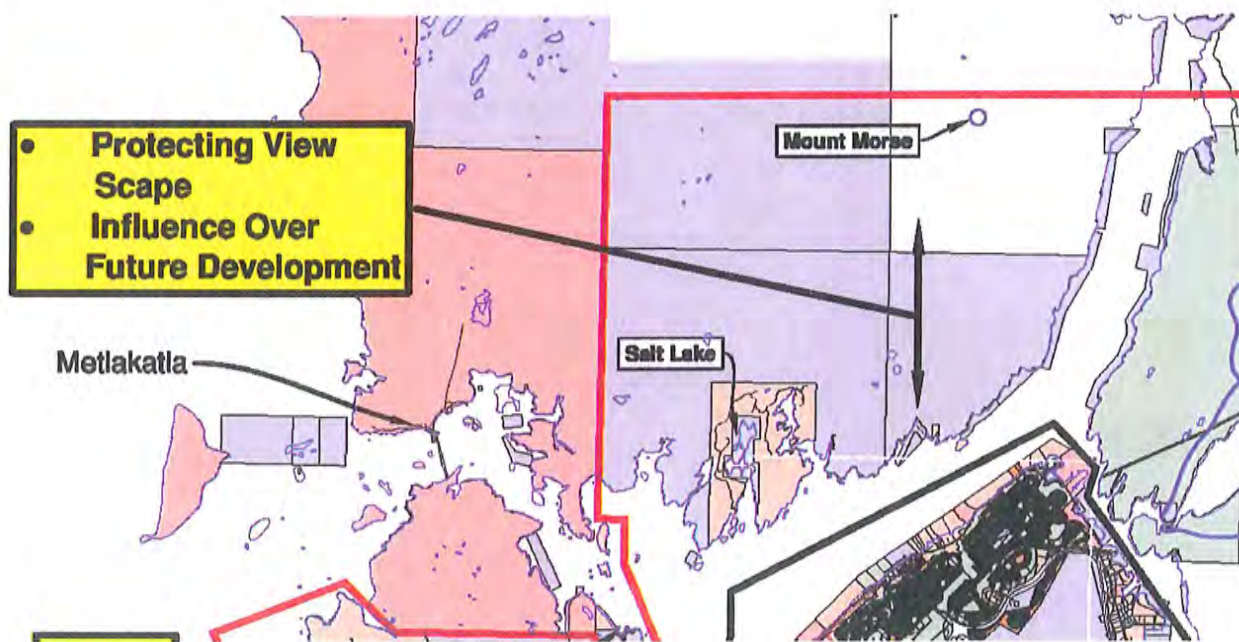 • Protecting View
Scape
• Influence Over
Future Development
Mount Morse
Metlakatla
Salt Lake